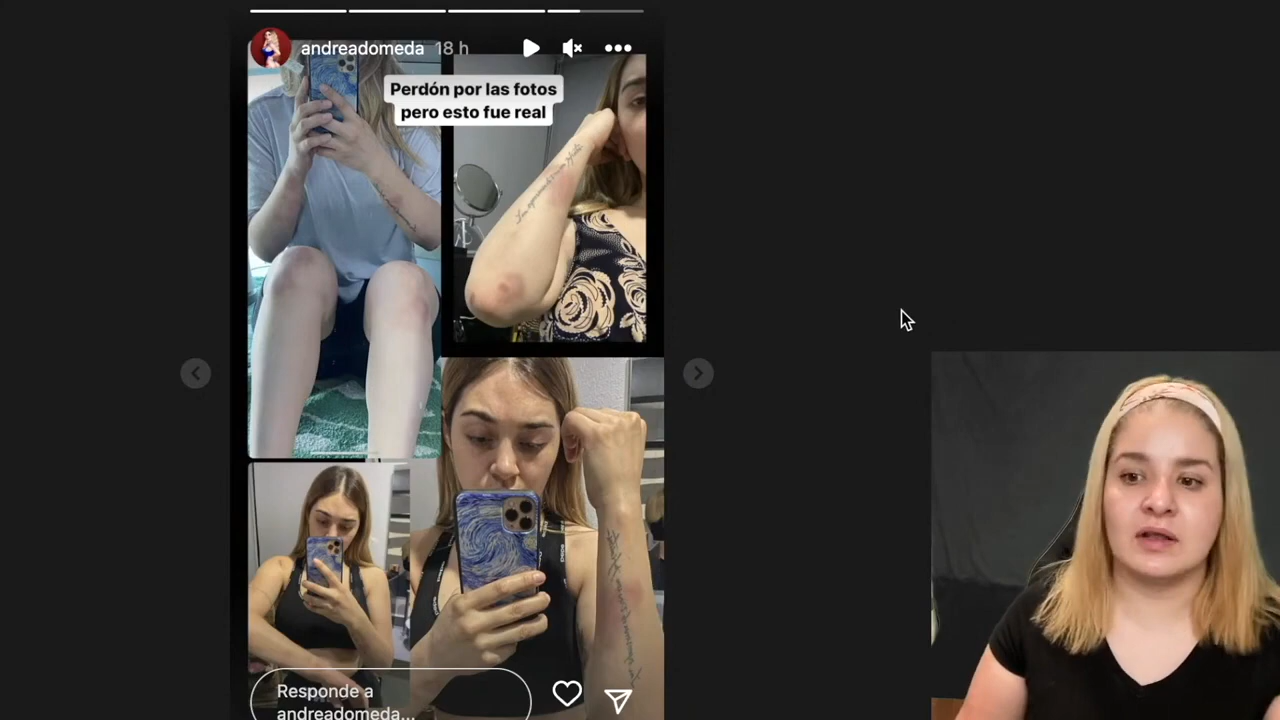 andreadomeda 18 h
Perdón por las fotos
pero esto fue real
Responde a
andreadomeda...